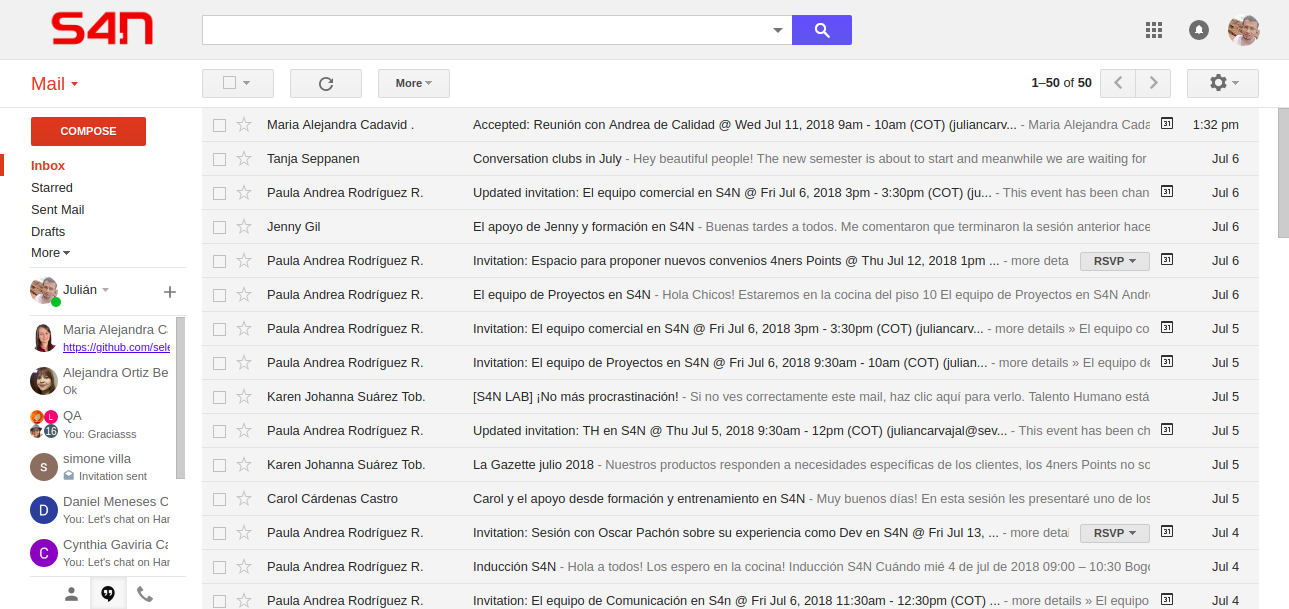 S4N
Mail
More
1–50 of 50
COMPOSE
Inbox
Starred
Sent Mail
Drafts
More
Julián
Maria Alejandra C
https://github.com/sele
Alejandra Ortiz Be
Ok
L
16
QA
You: Graciasss
s
simone villa
Invitation sent
D
Daniel Meneses C
You: Let's chat on Har
C
Cynthia Gaviria Ca
You: Let's chat on Har
Maria Alejandra Cadavid . Accepted: Reunión con Andrea de Calidad @ Wed Jul 11, 2018 9am - 10am (COT) (juliancarv... - Maria Alejandra Cada 31 1:32 pm
Tanja Seppanen Conversation clubs in July - Hey beautiful people! The new semester is about to start and meanwhile we are waiting for Jul 6
Paula Andrea Rodríguez R. Updated invitation: El equipo comercial en S4N @ Fri Jul 6, 2018 3pm - 3:30pm (COT) (ju... - This event has been chan 31 Jul 6
Jenny Gil El apoyo de Jenny y formación en S4N - Buenas tardes a todos. Me comentaron que terminaron la sesión anterior hace Jul 6
Paula Andrea Rodríguez R. Invitation: Espacio para proponer nuevos convenios 4ners Points @ Thu Jul 12, 2018 1pm ... - more deta RSVP 31 Jul 6
Paula Andrea Rodríguez R. El equipo de Proyectos en S4N - Hola Chicos! Estaremos en la cocina del piso 10 El equipo de Proyectos en S4N Andr Jul 6
Paula Andrea Rodríguez R. Invitation: El equipo comercial en S4N @ Fri Jul 6, 2018 3pm - 3:30pm (COT) (juliancarv... - more details » El equipo co 31 Jul 5
Paula Andrea Rodríguez R. Invitation: El equipo de Proyectos en S4N @ Fri Jul 6, 2018 9:30am - 10am (COT) (julian... - more details » El equipo de 31 Jul 5
Karen Johanna Suárez Tob. [S4N LAB] ¡No más procrastinación! - Si no ves correctamente este mail, haz clic aquí para verlo. Talento Humano está Jul 5
Paula Andrea Rodríguez R. Updated invitation: TH en S4N @ Thu Jul 5, 2018 9:30am - 12pm (COT) (juliancarvajal@sev... - This event has been ch 31 Jul 5
Karen Johanna Suárez Tob. La Gazette julio 2018 - Nuestros productos responden a necesidades específicas de los clientes, los 4ners Points no so Jul 5
Carol Cárdenas Castro Carol y el apoyo desde formación y entrenamiento en S4N - Muy buenos días! En esta sesión les presentaré uno de los Jul 5
Paula Andrea Rodríguez R. Invitation: Sesión con Oscar Pachón sobre su experiencia como Dev en S4N @ Fri Jul 13, ... - more detai RSVP 31 Jul 4
Paula Andrea Rodríguez R. Inducción S4N - Hola a todos! Los espero en la cocina! Inducción S4N Cuándo mié 4 de jul de 2018 09:00 – 10:30 Bogo Jul 4
Paula Andrea Rodríguez R. Invitation: El equipo de Comunicación en S4n @ Fri Jul 6, 2018 11:30am - 12:30pm (COT) ... - more details » El equipo 31 Jul 4